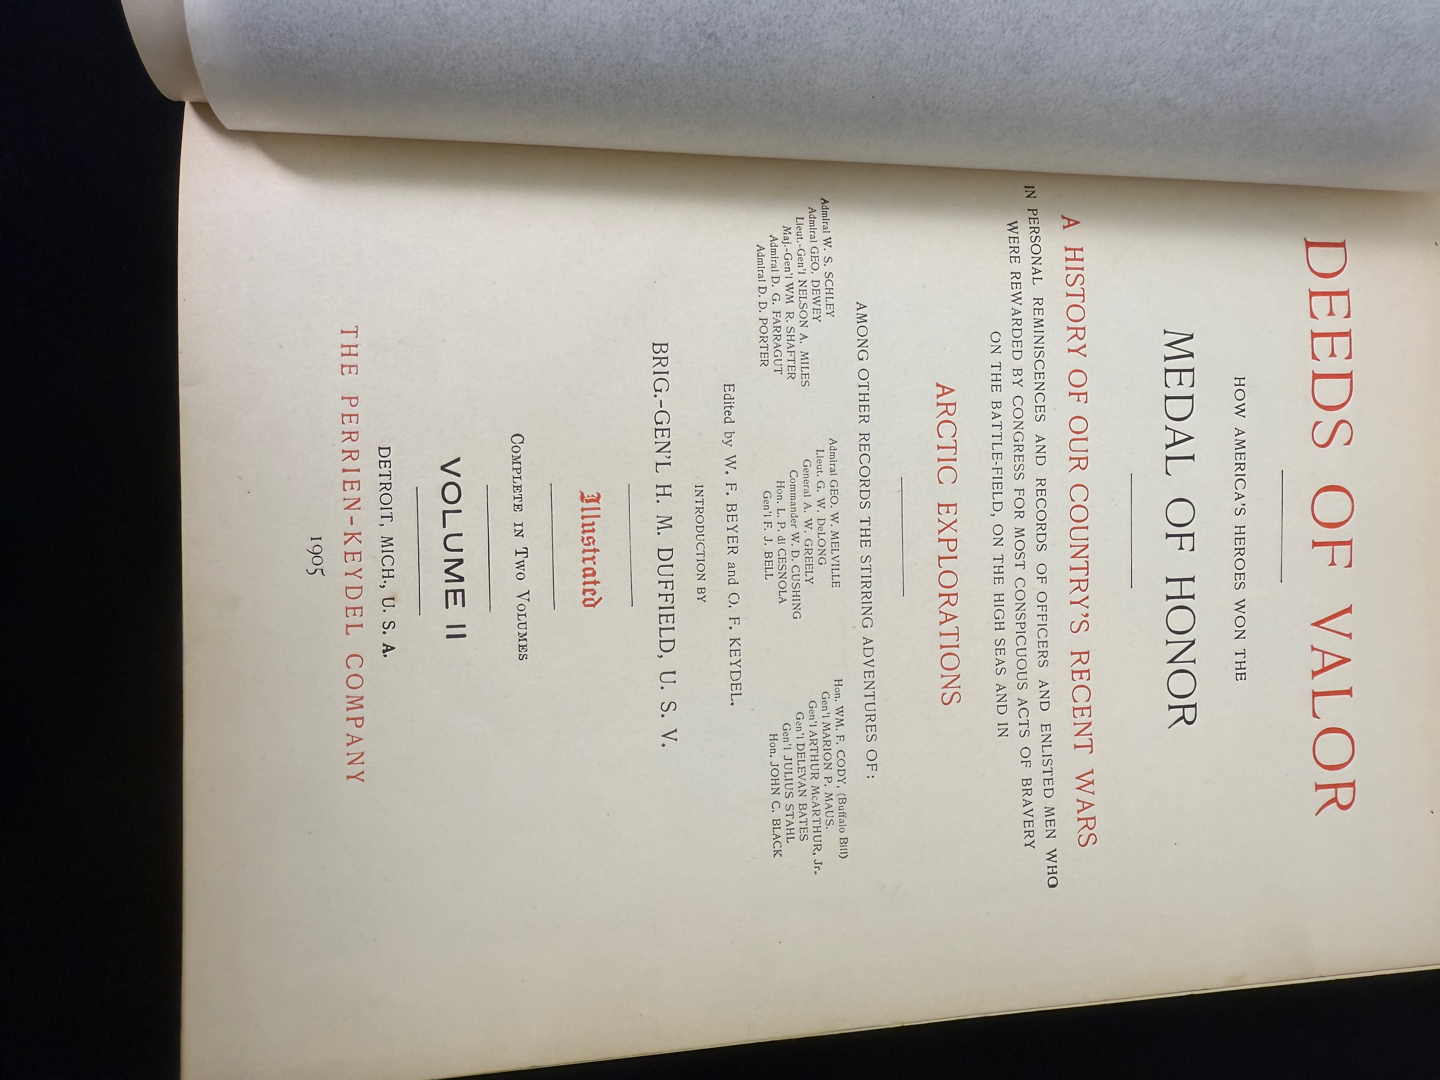 DEEDS OF VALOR
HOW AMERICA'S HEROES WON THE
MEDAL OF HONOR
A HISTORY OF OUR COUNTRY'S RECENT WARS
IN PERSONAL REMINISCENCES AND RECORDS OF OFFICERS AND ENLISTED MEN WHO
WERE REWARDED BY CONGRESS FOR MOST CONSPICUOUS ACTS OF BRAVERY
ON THE BATTLE-FIELD, ON THE HIGH SEAS AND IN
ARCTIC EXPLORATIONS
AMONG OTHER RECORDS THE STIRRING ADVENTURES OF:
Admiral W. S. SCHLEY
Admiral GEO. DEWEY
Lieut.-Gen'l NELSON A. MILES
Maj.-Gen'l WM R. SHAFTER
Admiral D. G. FARRAGUT
Admiral D. D. PORTER
Admiral GEO. W. MELVILLE
Lieut. G. W. DeLONG
General A. W. GREELY
Commander W. D. CUSHING
Hon. L. P. di CESNOLA
Gen'l F. J. BELL
Hon. WM. F. CODY, (Buffalo Bill)
Gen'l MARION P. MAUS.
Gen'l ARTHUR McARTHUR, Jr.
Gen'l DELEVAN BATES
Gen'l JULIUS STAHL
Hon. JOHN C. BLACK
Edited by W. F. BEYER and O. F. KEYDEL.
INTRODUCTION BY
BRIG.-GEN'L H. M. DUFFIELD, U. S. V.
Illustrated
COMPLETE IN TWO VOLUMES
VOLUME II
DETROIT, MICH., U. S. A.
THE PERRIEN-KEYDEL COMPANY
1905